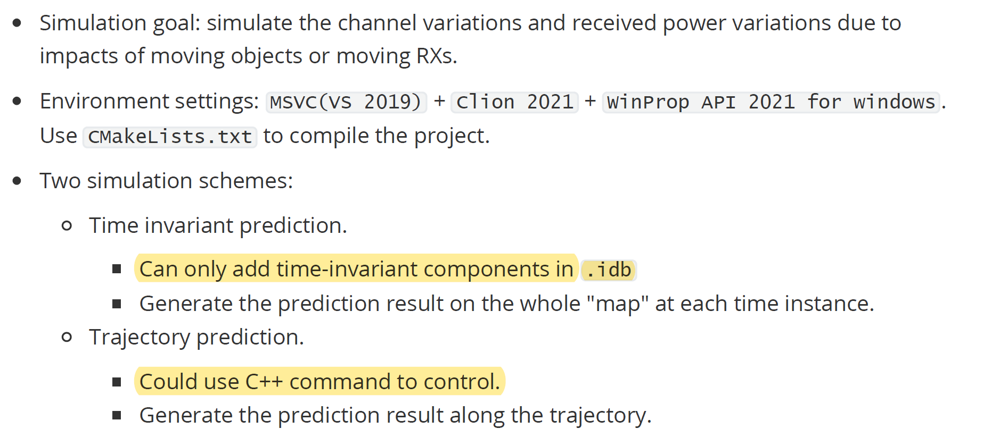 Simulation goal: simulate the channel variations and received power variations due to
impacts of moving objects or moving RXs.
Environment settings: MSVC(VS 2019) + Clion 2021 + WinProp API 2021 for windows.
Use CMakeLists.txt to compile the project.
Two simulation schemes:
Time invariant prediction.
Can only add time-invariant components in .idb
Generate the prediction result on the whole "map" at each time instance.
Trajectory prediction.
Could use C++ command to control.
Generate the prediction result along the trajectory.